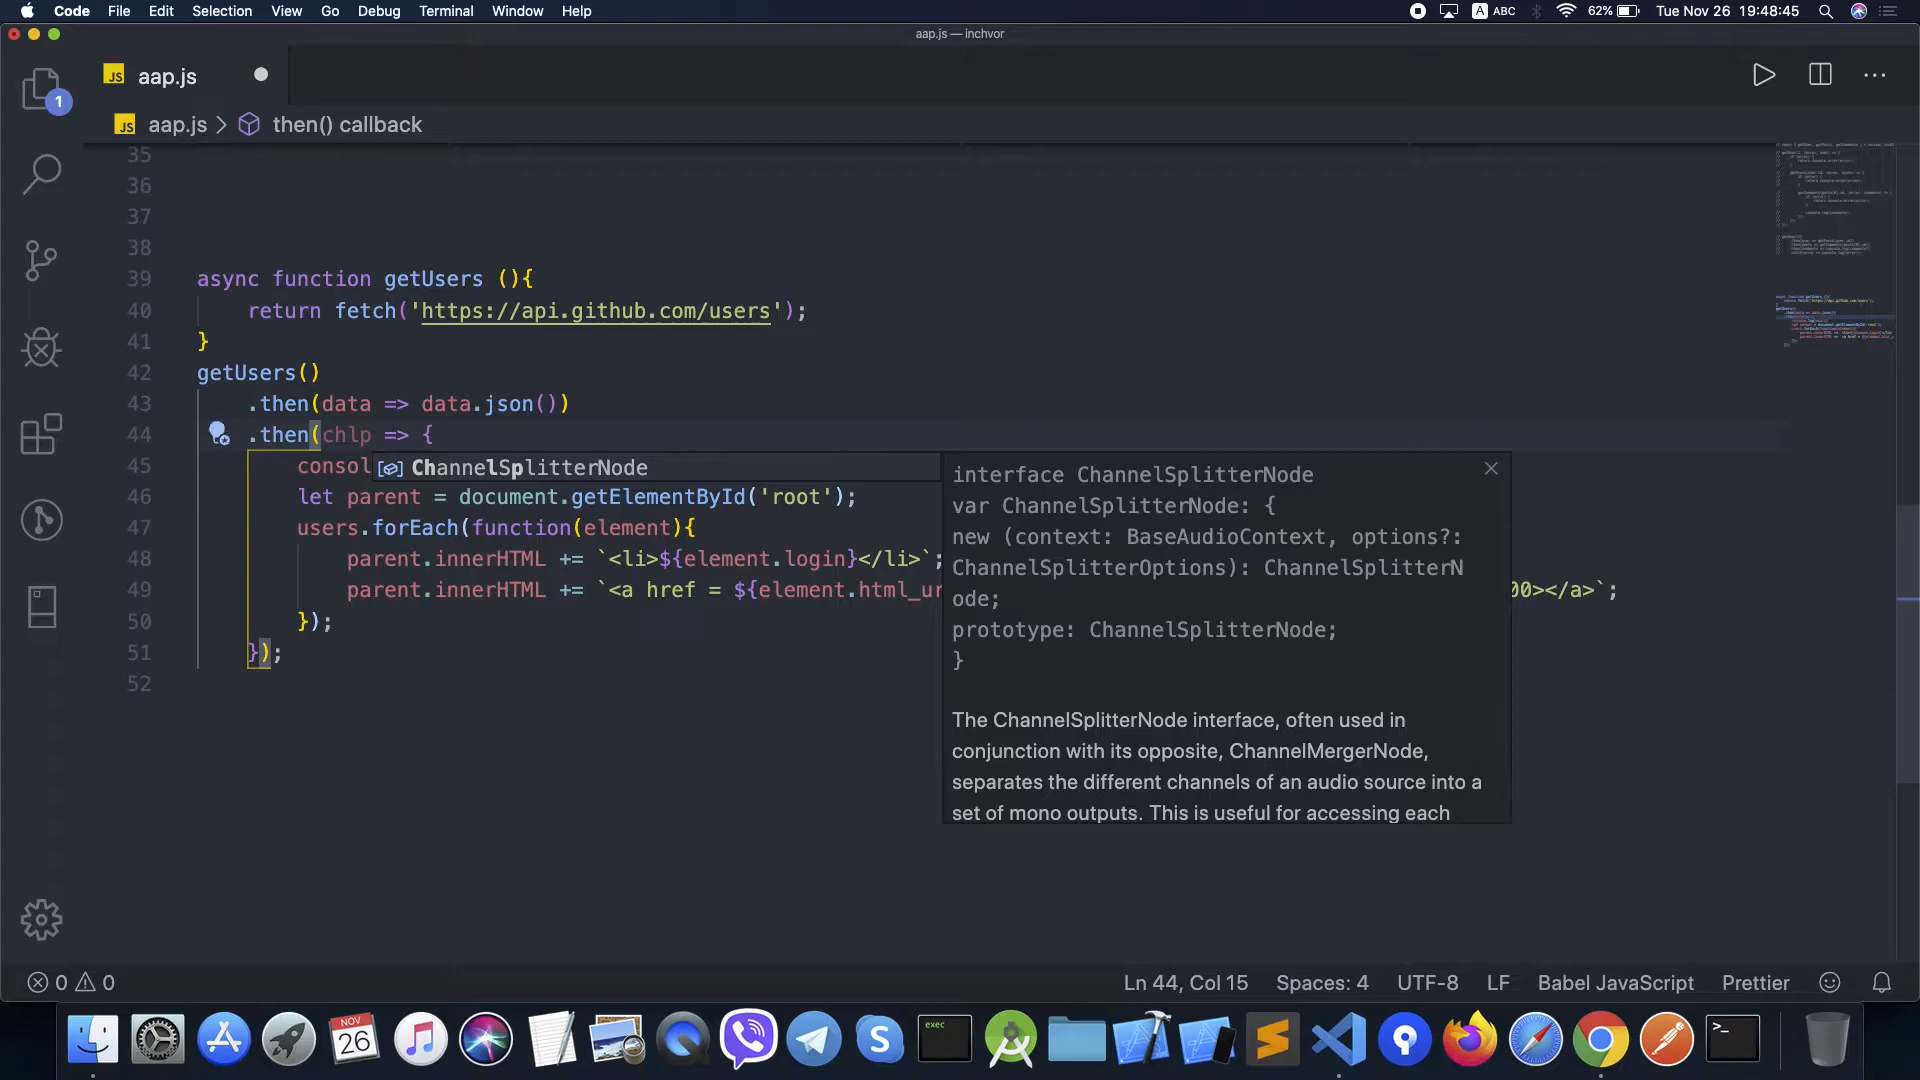 Code File Edit Selection View Go Debug Terminal Window Help A ABC 62% Tue Nov 26 19:48:45
aap.js — inchvor
JS aap.js
1
JS aap.js > then() callback
35
36
37
38
39 async function getUsers (){
40 return fetch('https://api.github.com/users');
41 }
42 getUsers()
43 .then(data => data.json())
44 .then(chlp => {
45 consol
46 let parent = document.getElementById('root');
47 users.forEach(function(element){
48 parent.innerHTML += `<li>${element.login}</li>`;
49 parent.innerHTML += `<a href = ${element.html_ur 00></a>`;
50 });
51 });
52
ChannelSplitterNode
interface ChannelSplitterNode
var ChannelSplitterNode: {
new (context: BaseAudioContext, options?:
ChannelSplitterOptions): ChannelSplitterN
ode;
prototype: ChannelSplitterNode;
}
The ChannelSplitterNode interface, often used in
conjunction with its opposite, ChannelMergerNode,
separates the different channels of an audio source into a
set of mono outputs. This is useful for accessing each
0 0 Ln 44, Col 15 Spaces: 4 UTF-8 LF Babel JavaScript Prettier
NOV
26
exec
>_